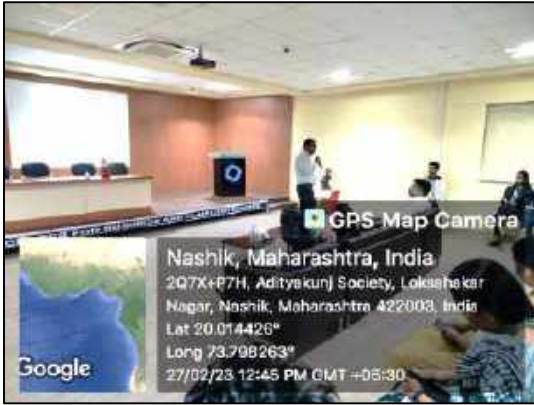 GPS Map Camera
Nashik, Maharashtra, India
2Q7X+P7H, Adityakunj Society, Loksahakar
Nagar, Nashik, Maharashtra 422003, India
Lat 20.014426°
Long 73.798263°
27/02/23 12:45 PM GMT +05:30
Google